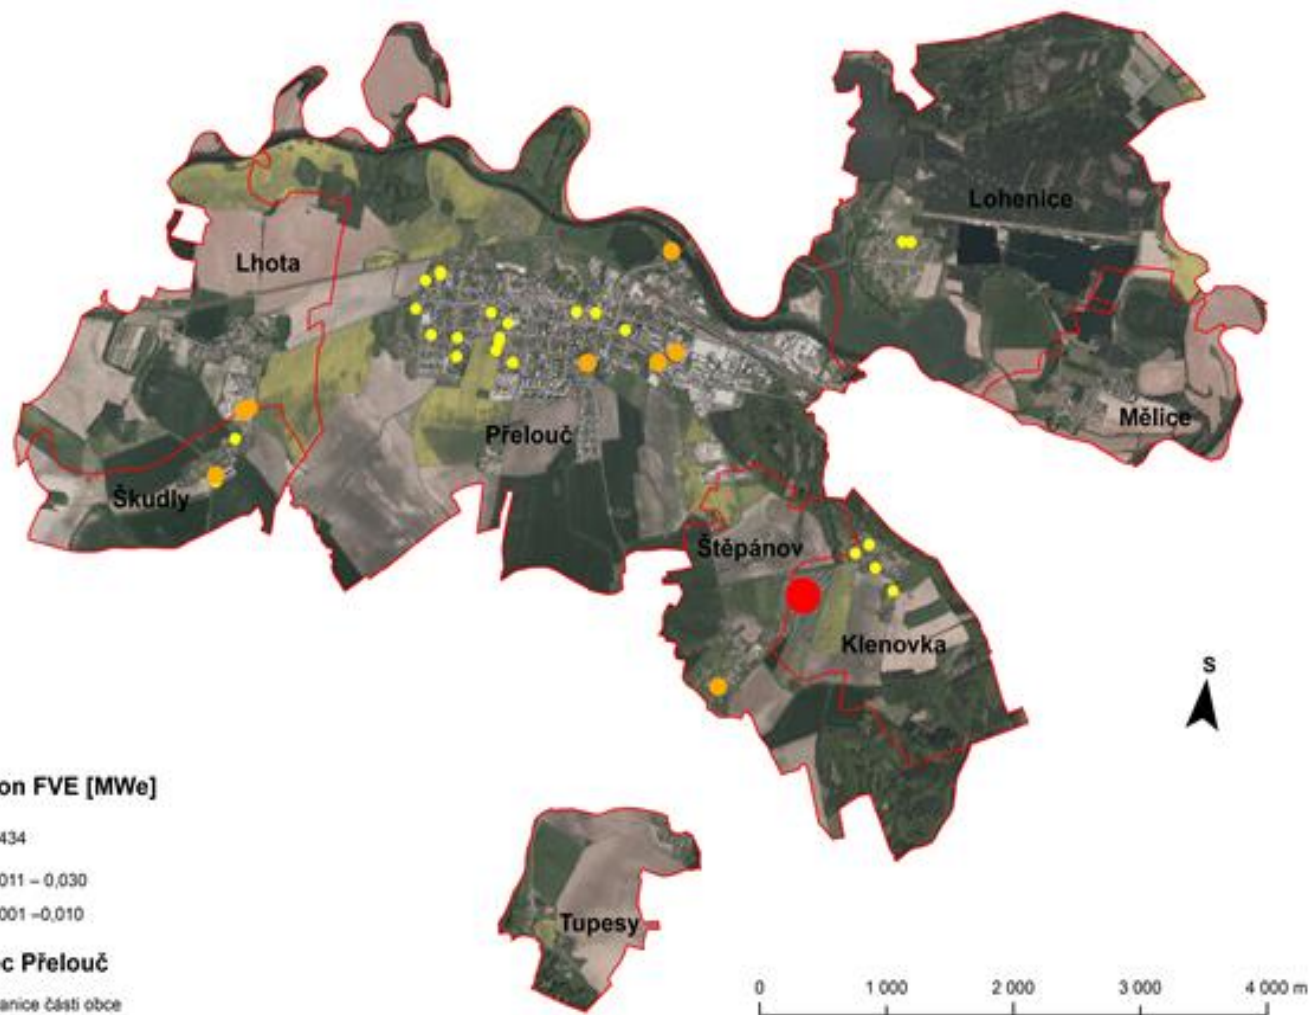 Lohenice
Lhota
Mělice
Přelouč
Škudly
Štěpánov
Klenovka
S
on FVE [MWe]
434
011 – 0,030
001 –0,010
Tupesy
c Přelouč
anice části obce
0 1 000 2 000 3 000 4 000 m